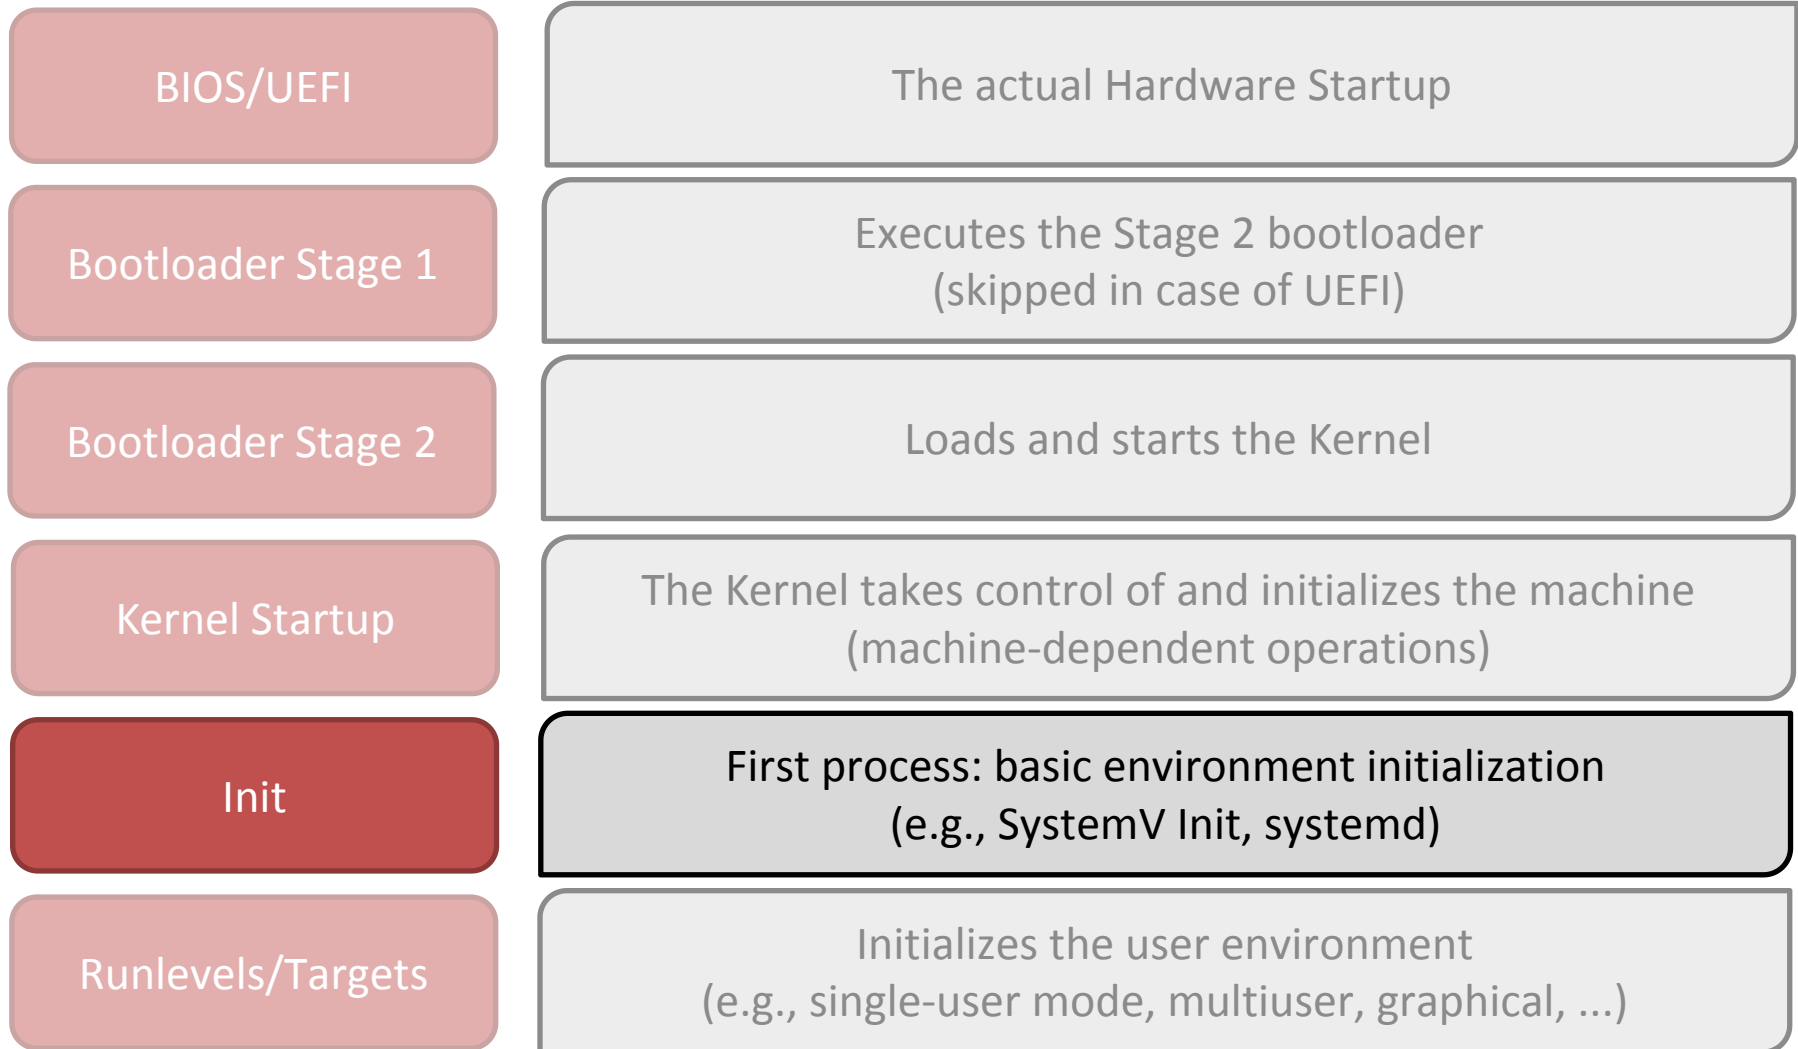 BIOS/UEFI
The actual Hardware Startup
Bootloader Stage 1
Executes the Stage 2 bootloader
(skipped in case of UEFI)
Bootloader Stage 2
Loads and starts the Kernel
Kernel Startup
The Kernel takes control of and initializes the machine
(machine-dependent operations)
Init
First process: basic environment initialization
(e.g., SystemV Init, systemd)
Runlevels/Targets
Initializes the user environment
(e.g., single-user mode, multiuser, graphical, ...)